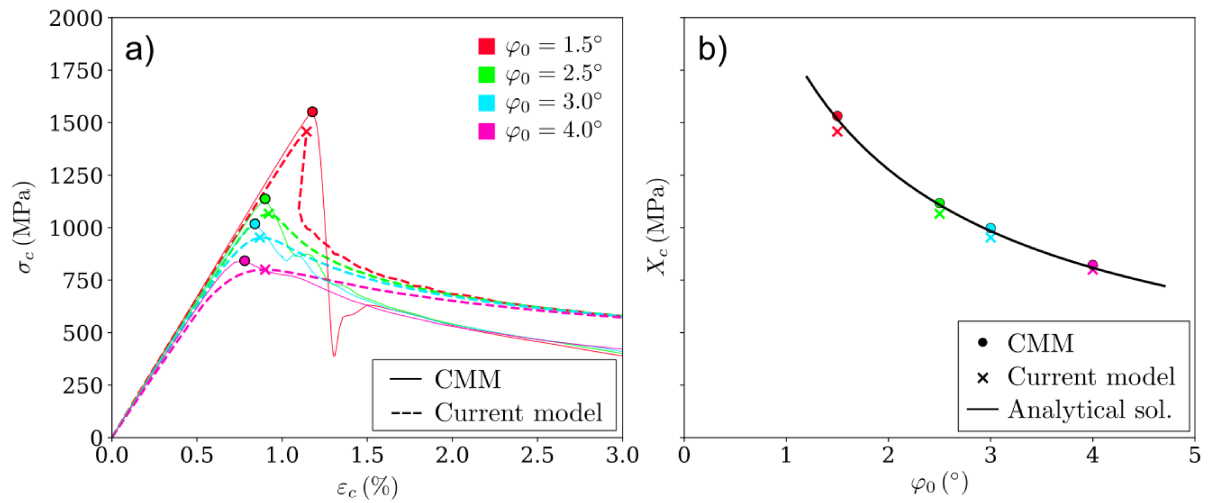 a)
2000
1750
1500
1250
1000
750
500
250
0
σc (MPa)
0.0 0.5 1.0 1.5 2.0 2.5 3.0
εc (%)
φ0 = 1.5°
φ0 = 2.5°
φ0 = 3.0°
φ0 = 4.0°
CMM
Current model
b)
Xc (MPa)
0 1 2 3 4 5
φ0 (°)
CMM
Current model
Analytical sol.